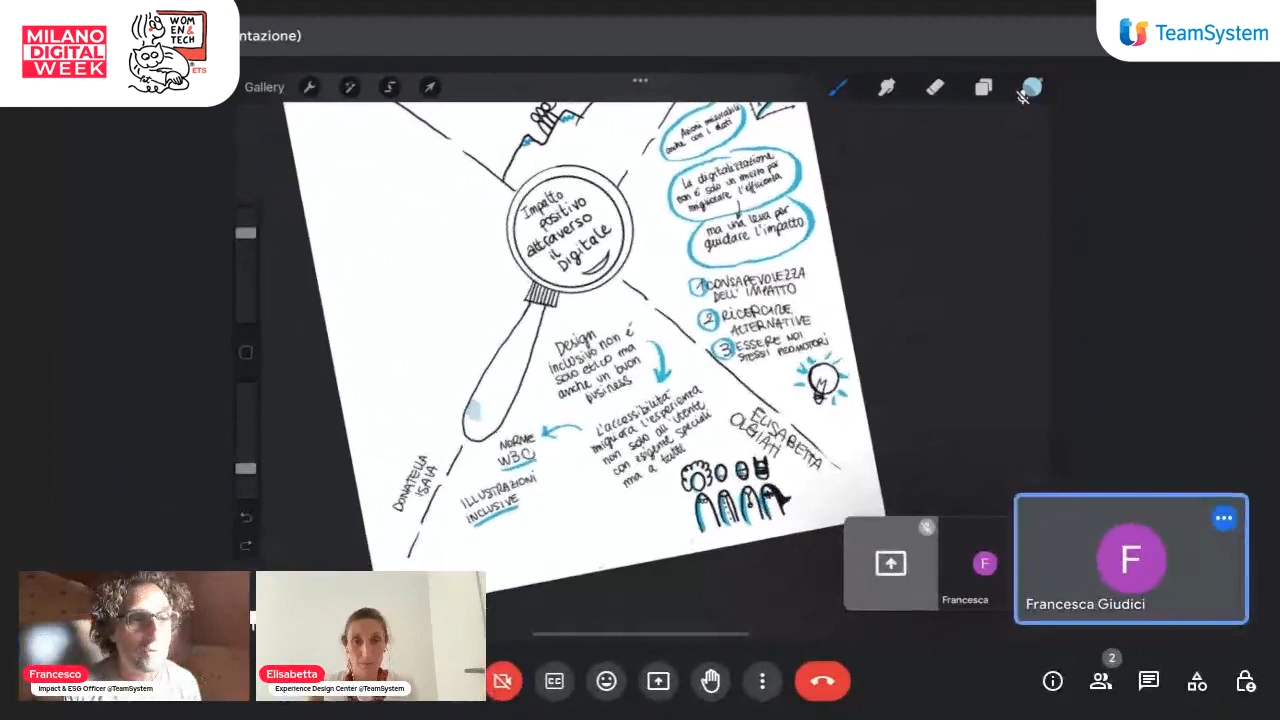 MILANO
DIGITAL
WEEK
WOM
EN&
TECH
ETS
ntazione)
TeamSystem
Gallery
Azioni misurabili
anche con i dati
La digitalizzazione
non è solo un mezzo per
migliorare l'efficienza
ma una leva per
guidare l'impatto
Impatto
positivo
attraverso
il
Digitale
1 CONSAPEVOLEZZA
DELL'IMPATTO
2 RICERCARE
ALTERNATIVE
3 ESSERE NOI
STESSI PROMOTORI
Design
inclusivo non è
solo etico ma
anche un buon
business
L'accessibilità
migliora l'esperienza
non solo all'utente
con esigenze speciali
ma a tutti
NORME
W3C
ILLUSTRAZIONI
INCLUSIVE
DONATELLA
ISAIA
ELISABETTA
OLGIATI
F
Francesca
F
Francesca Giudici
Francesco
Impact & ESG Officer @TeamSystem
Elisabetta
Experience Design Center @TeamSystem
2